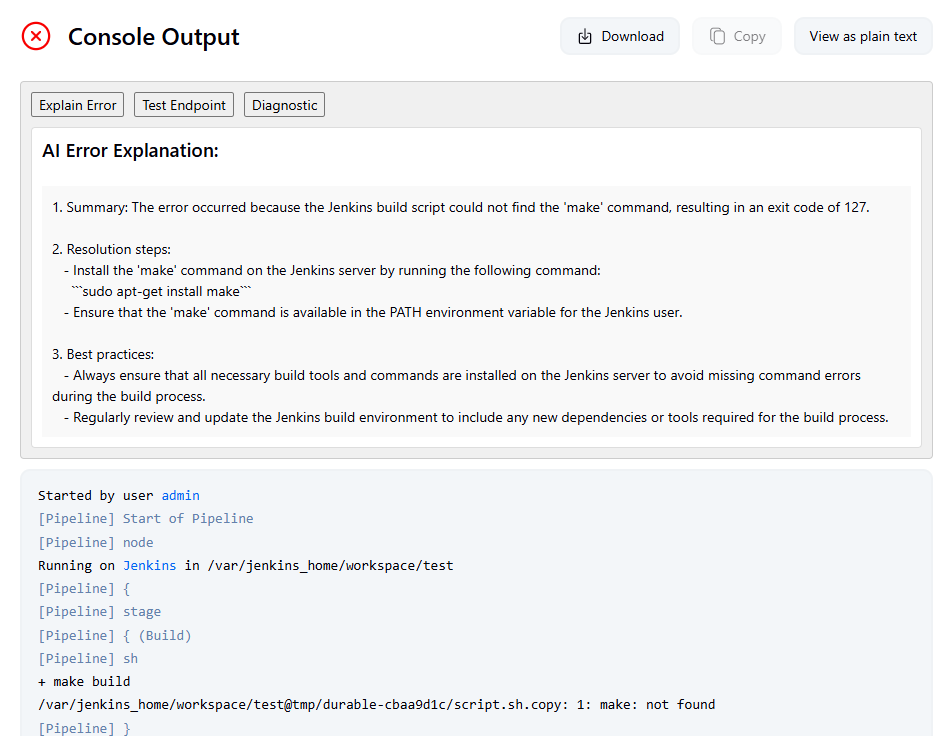 Console Output
Download
Copy
View as plain text
Explain Error
Test Endpoint
Diagnostic
AI Error Explanation:
1. Summary: The error occurred because the Jenkins build script could not find the 'make' command, resulting in an exit code of 127.
2. Resolution steps:
- Install the 'make' command on the Jenkins server by running the following command:
```sudo apt-get install make```
- Ensure that the 'make' command is available in the PATH environment variable for the Jenkins user.
3. Best practices:
- Always ensure that all necessary build tools and commands are installed on the Jenkins server to avoid missing command errors
during the build process.
- Regularly review and update the Jenkins build environment to include any new dependencies or tools required for the build process.
Started by user admin
[Pipeline] Start of Pipeline
[Pipeline] node
Running on Jenkins in /var/jenkins_home/workspace/test
[Pipeline] {
[Pipeline] stage
[Pipeline] { (Build)
[Pipeline] sh
+ make build
/var/jenkins_home/workspace/test@tmp/durable-cbaa9d1c/script.sh.copy: 1: make: not found
[Pipeline] }